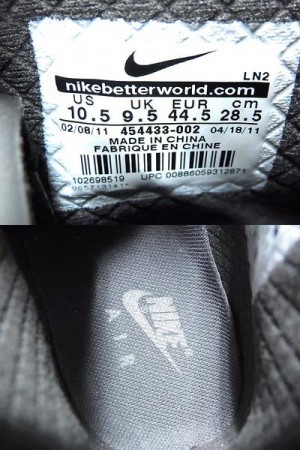 LN2
nikebetterworld.com
US UK EUR cm
10.5 9.5 44.5 28.5
02/08/11 454433-002 04/18/11
MADE IN CHINA
FABRIQUE EN CHINE
102698519 UPC 00886059312871
NIKE
AIR